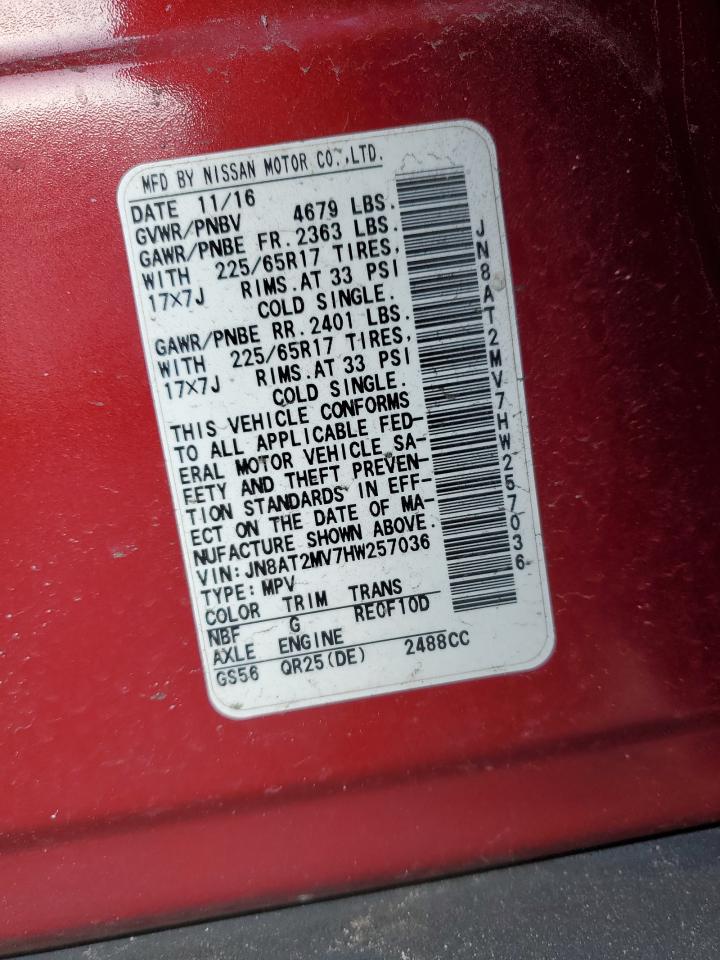 MFD BY NISSAN MOTOR CO.,LTD.
DATE 11/16
GVWR/PNBV 4679 LBS.
GAWR/PNBE FR.2363 LBS.
WITH 225/65R17 TIRES,
17X7J RIMS.AT 33 PSI
COLD SINGLE.
GAWR/PNBE RR.2401 LBS.
WITH 225/65R17 TIRES,
17X7J RIMS.AT 33 PSI
COLD SINGLE.
THIS VEHICLE CONFORMS
TO ALL APPLICABLE FED-
ERAL MOTOR VEHICLE SA-
FETY AND THEFT PREVEN-
TION STANDARDS IN EFF-
ECT ON THE DATE OF MA-
NUFACTURE SHOWN ABOVE.
VIN:JN8AT2MV7HW257036
TYPE:MPV
COLOR TRIM TRANS
NBF G RE0F10D
AXLE ENGINE
GS56 QR25(DE) 2488CC
JN8AT2MV7HW257036